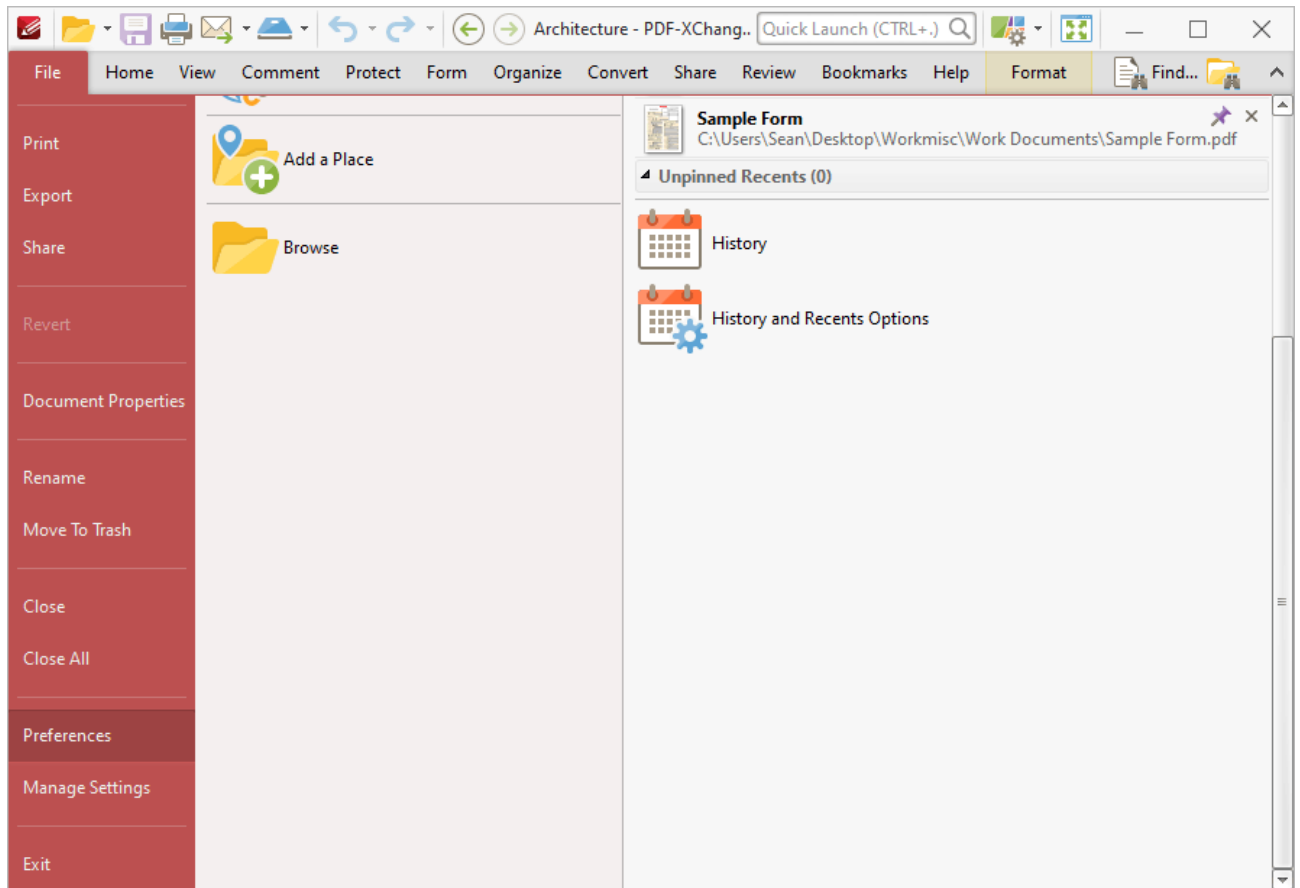 Architecture - PDF-XChang..
Quick Launch (CTRL+.)
File
Home
View
Comment
Protect
Form
Organize
Convert
Share
Review
Bookmarks
Help
Format
Find...
Print
Export
Share
Revert
Document Properties
Rename
Move To Trash
Close
Close All
Preferences
Manage Settings
Exit
Add a Place
Browse
Sample Form
C:\Users\Sean\Desktop\Workmisc\Work Documents\Sample Form.pdf
Unpinned Recents (0)
History
History and Recents Options